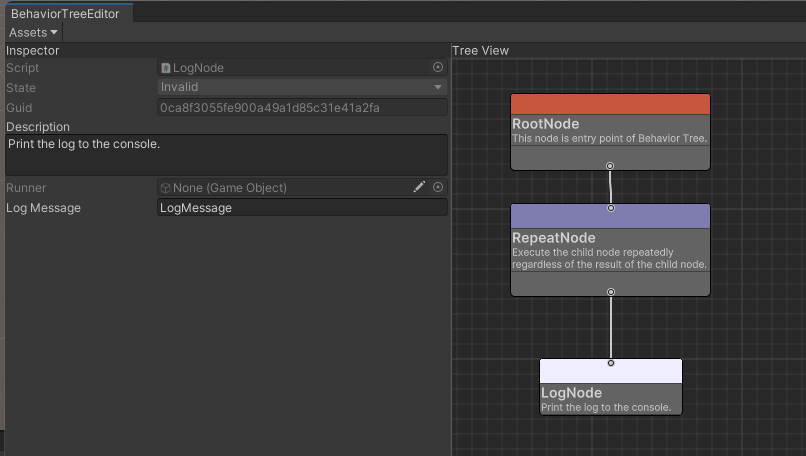 BehaviorTreeEditor
Assets
Inspector
Script LogNode
State Invalid
Guid 0ca8f3055fe900a49a1d85c31e41a2fa
Description
Print the log to the console.
Runner None (Game Object)
Log Message LogMessage
Tree View
RootNode
This node is entry point of Behavior Tree.
RepeatNode
Execute the child node repeatedly
regardless of the result of the child node.
LogNode
Print the log to the console.